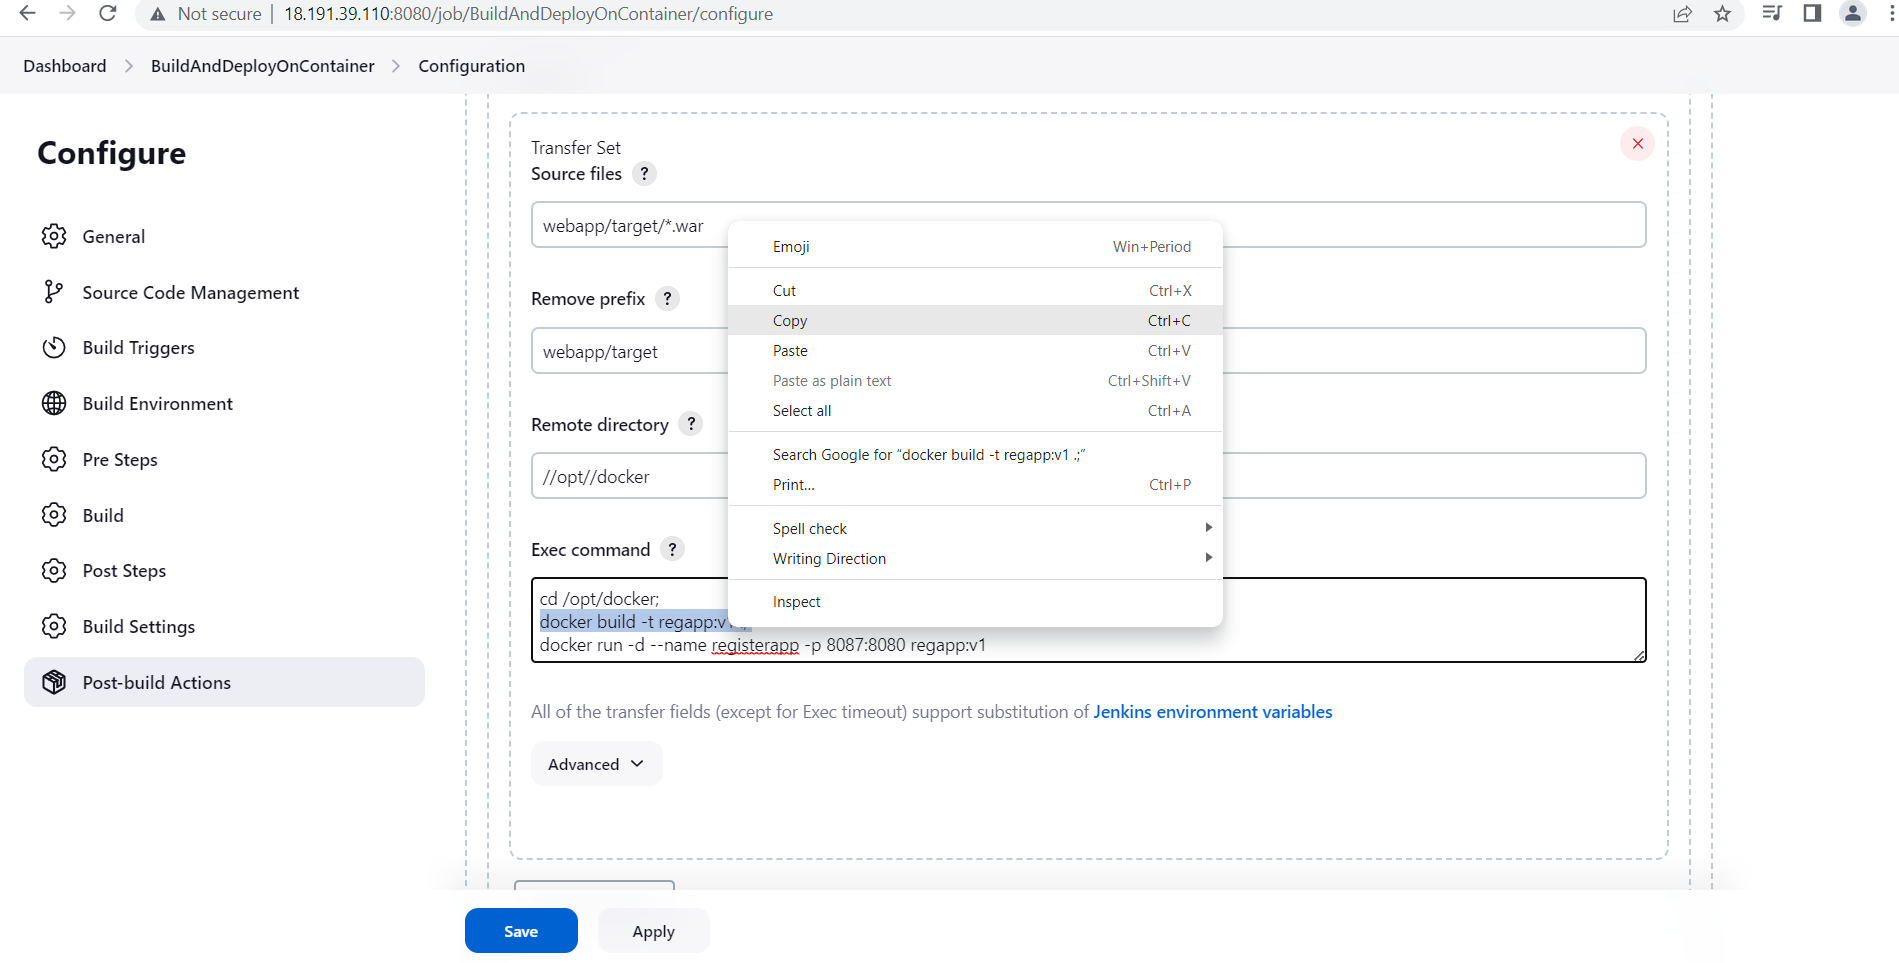 Not secure | 18.191.39.110:8080/job/BuildAndDeployOnContainer/configure
Dashboard > BuildAndDeployOnContainer > Configuration
Configure
General
Source Code Management
Build Triggers
Build Environment
Pre Steps
Build
Post Steps
Build Settings
Post-build Actions
Transfer Set
Source files ?
webapp/target/*.war
Remove prefix ?
webapp/target
Remote directory ?
//opt//docker
Exec command ?
cd /opt/docker;
docker build -t regapp:v1
docker run -d --name registerapp -p 8087:8080 regapp:v1
Emoji Win+Period
Cut Ctrl+X
Copy Ctrl+C
Paste Ctrl+V
Paste as plain text Ctrl+Shift+V
Select all Ctrl+A
Search Google for “docker build -t regapp:v1 .;”
Print... Ctrl+P
Spell check
Writing Direction
Inspect
All of the transfer fields (except for Exec timeout) support substitution of Jenkins environment variables
Advanced
Save
Apply